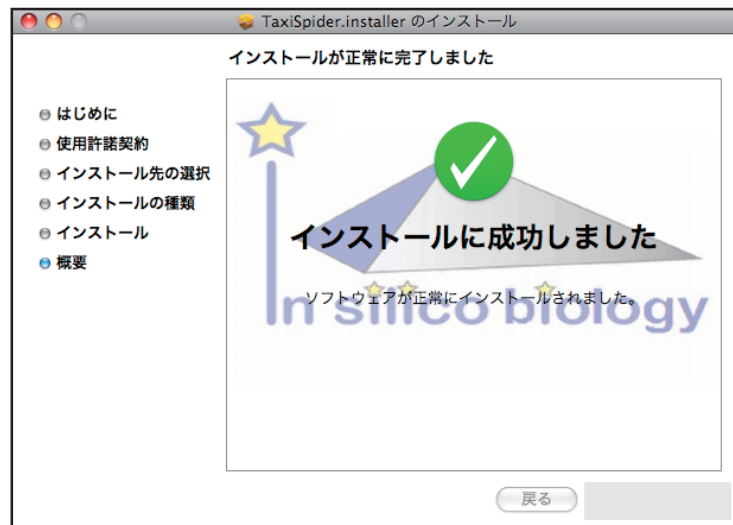 TaxiSpider.installer のインストール
インストールが正常に完了しました
はじめに
使用許諾契約
インストール先の選択
インストールの種類
インストール
概要
インストールに成功しました
ソフトウェアが正常にインストールされました。
In silico biology
戻る